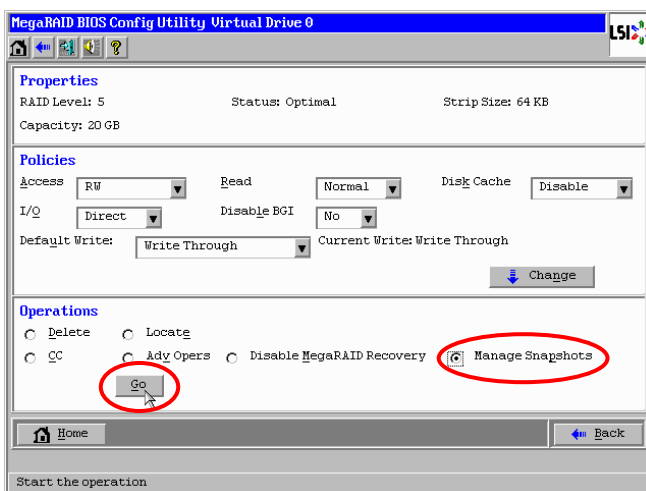 MegaRAID BIOS Config Utility Virtual Drive 0
LSI
Properties
RAID Level: 5 Status: Optimal Strip Size: 64 KB
Capacity: 20 GB
Policies
Access RW Read Normal Disk Cache Disable
I/O Direct Disable BGI No
Default Write: Write Through Current Write: Write Through
Change
Operations
Delete Locate
CC Adv Opers Disable MegaRAID Recovery Manage Snapshots
Go
Home Back
Start the operation